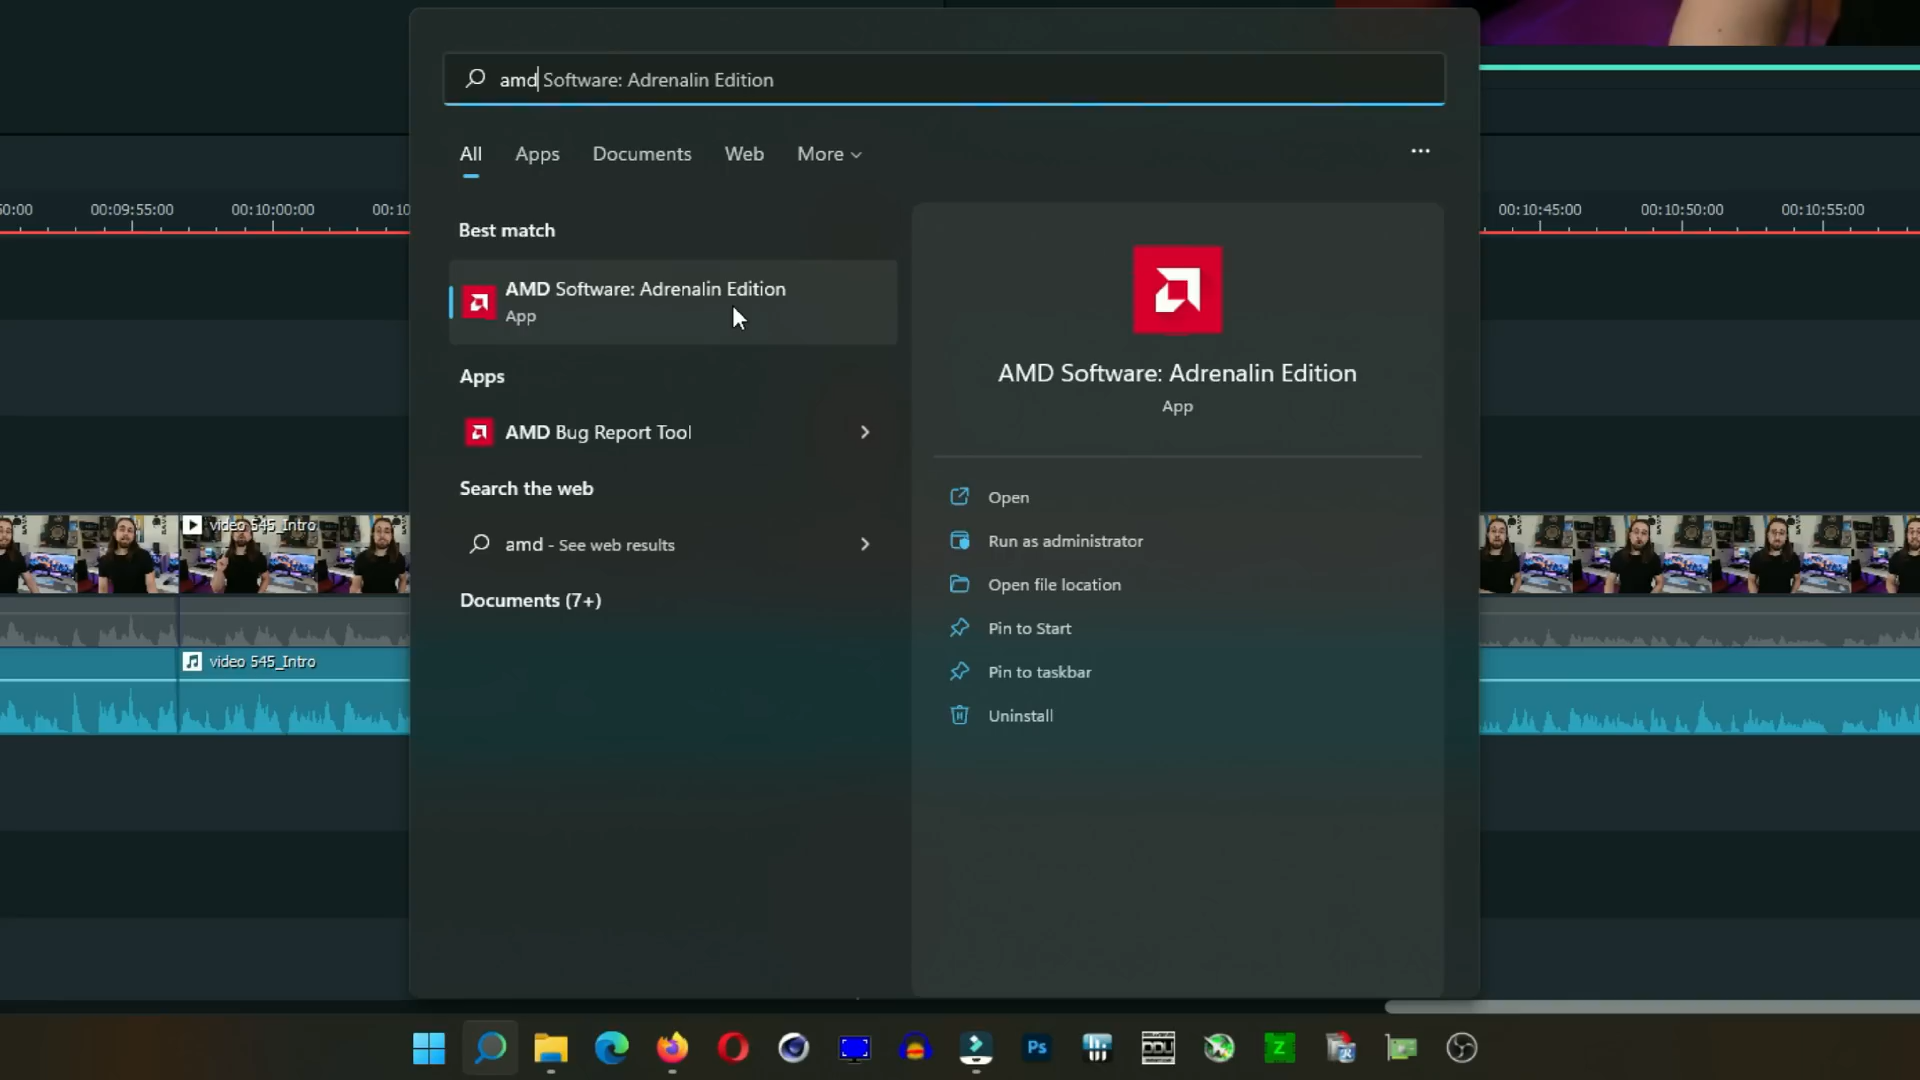 amd Software: Adrenalin Edition
All Apps Documents Web More
00:09:55:00 00:10:00:00
00:10:45:00 00:10:50:00 00:10:55:00
Best match
AMD Software: Adrenalin Edition
App
Apps
AMD Bug Report Tool
Search the web
amd - See web results
Documents (7+)
AMD Software: Adrenalin Edition
App
Open
Run as administrator
Open file location
Pin to Start
Pin to taskbar
Uninstall
video 545_Intro
video 545_Intro
Ps
DDU
Z
R